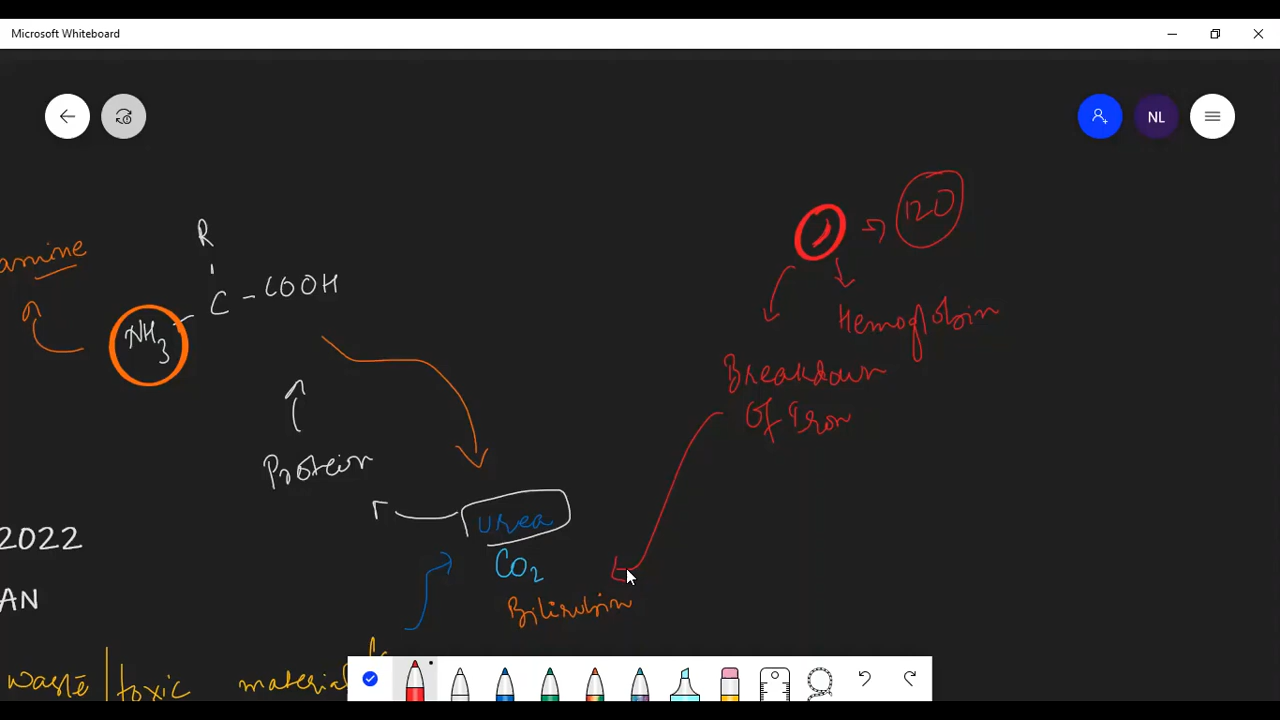 Microsoft Whiteboard
NL
120
R
amine
C - COOH
NH3
Hemoglobin
Breakdown
Of Iron
Protein
urea
2022
CO2
AN
Bilirubin
waste toxic material